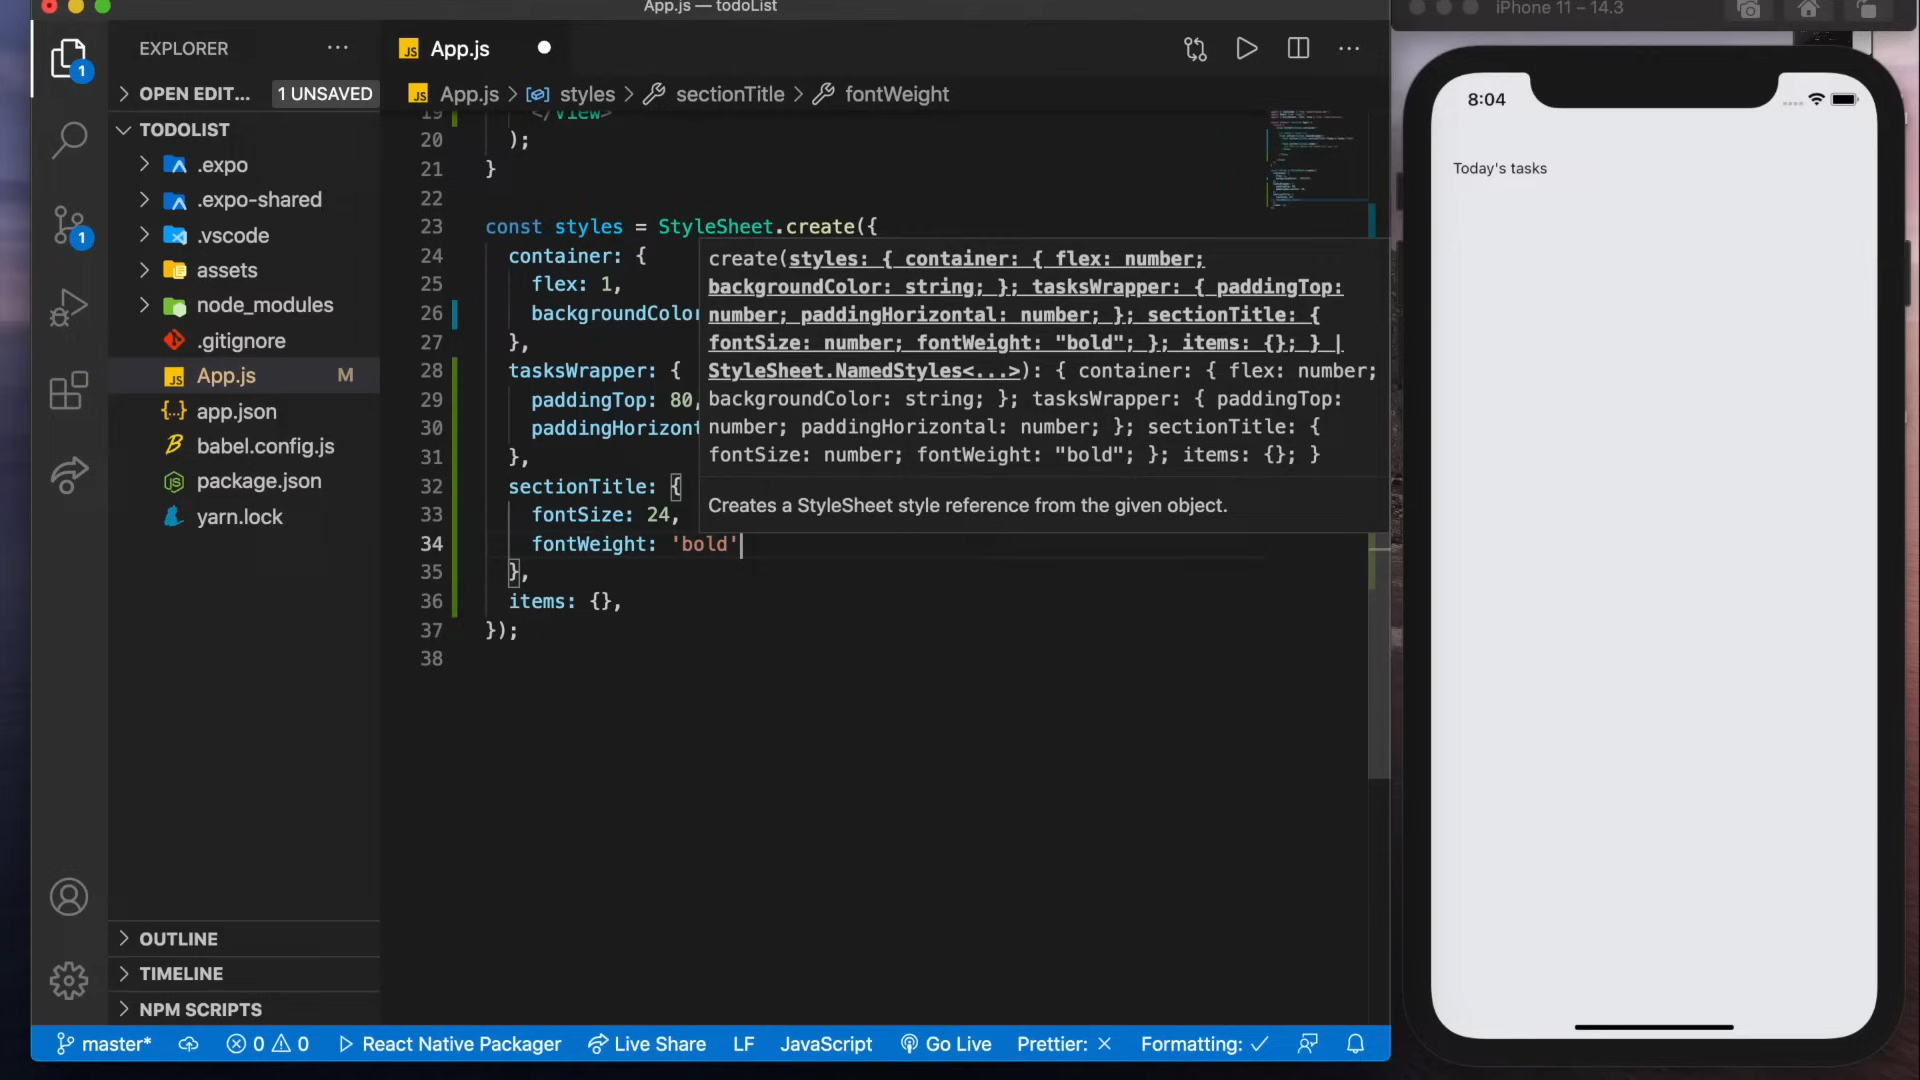 App.js — todoList
iPhone 11 – 14.3
EXPLORER
OPEN EDIT...
1 UNSAVED
TODOLIST
.expo
.expo-shared
.vscode
assets
node_modules
.gitignore
App.js
M
app.json
babel.config.js
package.json
yarn.lock
OUTLINE
TIMELINE
NPM SCRIPTS
1
1
JS App.js
JS App.js > styles > sectionTitle > fontWeight
19 </View>
20 );
21 }
22
23 const styles = StyleSheet.create({
24 container: {
25 flex: 1,
26 backgroundColor
27 },
28 tasksWrapper: {
29 paddingTop: 80,
30 paddingHorizont
31 },
32 sectionTitle: {
33 fontSize: 24,
34 fontWeight: 'bold'
35 },
36 items: {},
37 });
38
create(styles: { container: { flex: number;
backgroundColor: string; }; tasksWrapper: { paddingTop:
number; paddingHorizontal: number; }; sectionTitle: {
fontSize: number; fontWeight: "bold"; }; items: {}; } |
StyleSheet.NamedStyles<...>): { container: { flex: number;
backgroundColor: string; }; tasksWrapper: { paddingTop:
number; paddingHorizontal: number; }; sectionTitle: {
fontSize: number; fontWeight: "bold"; }; items: {}; }
Creates a StyleSheet style reference from the given object.
8:04
Today's tasks
master* 0 0 React Native Packager Live Share LF JavaScript Go Live Prettier: × Formatting: ✓